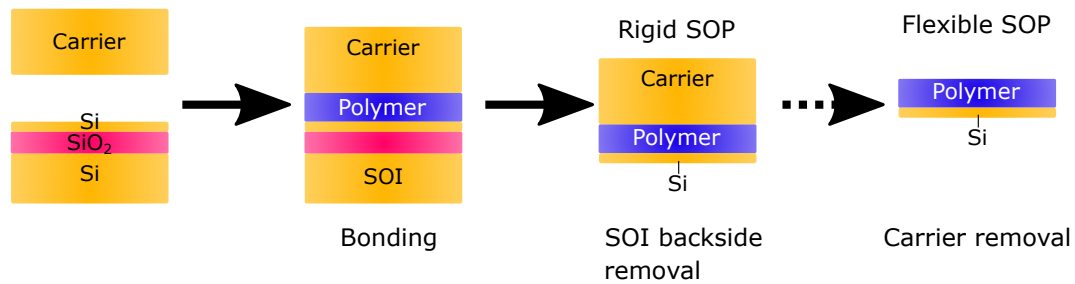 Carrier
Si
SiO₂
Si
Carrier
Polymer
SOI
Bonding
Rigid SOP
Carrier
Polymer
Si
SOI backside
removal
Flexible SOP
Polymer
Si
Carrier removal